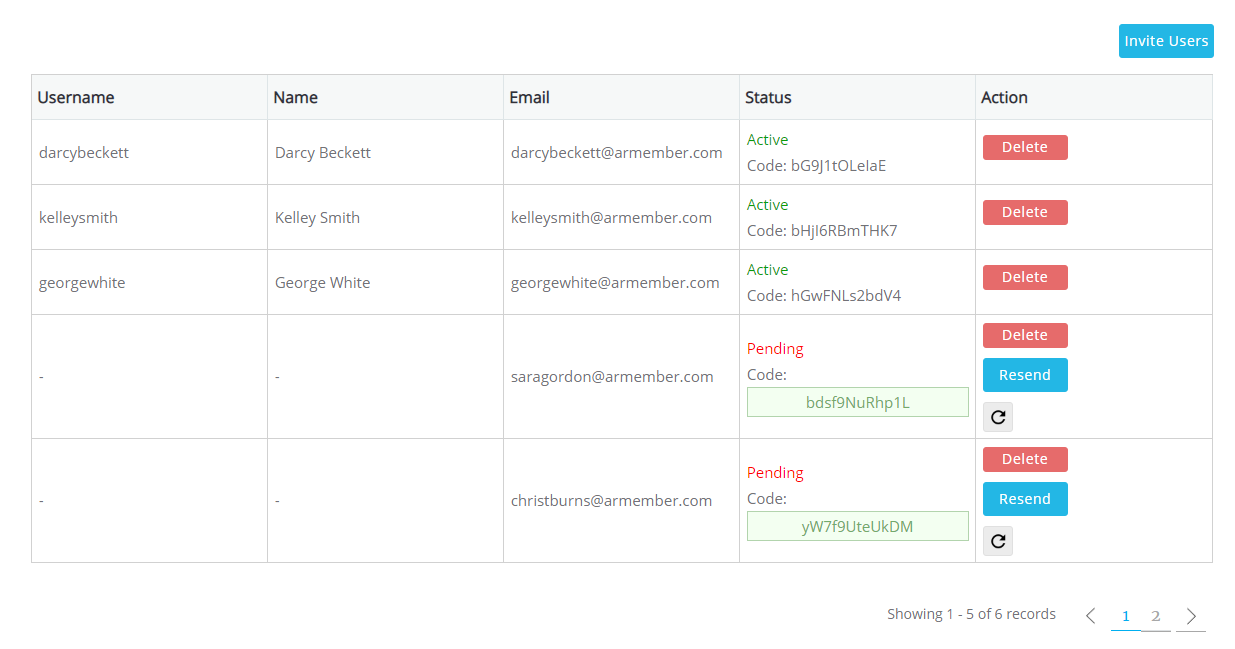 Invite Users
Username Name Email Status Action
darcybeckett Darcy Beckett darcybeckett@armember.com Active Delete
Code: bG9J1tOLeIaE
kelleysmith Kelley Smith kelleysmith@armember.com Active Delete
Code: bHjI6RBmTHK7
georgewhite George White georgewhite@armember.com Active Delete
Code: hGwFNLs2bdV4
- - saragordon@armember.com Pending Delete
Code: Resend
bdsf9NuRhp1L
- - christburns@armember.com Pending Delete
Code: Resend
yW7f9UteUkDM
Showing 1 - 5 of 6 records 1 2